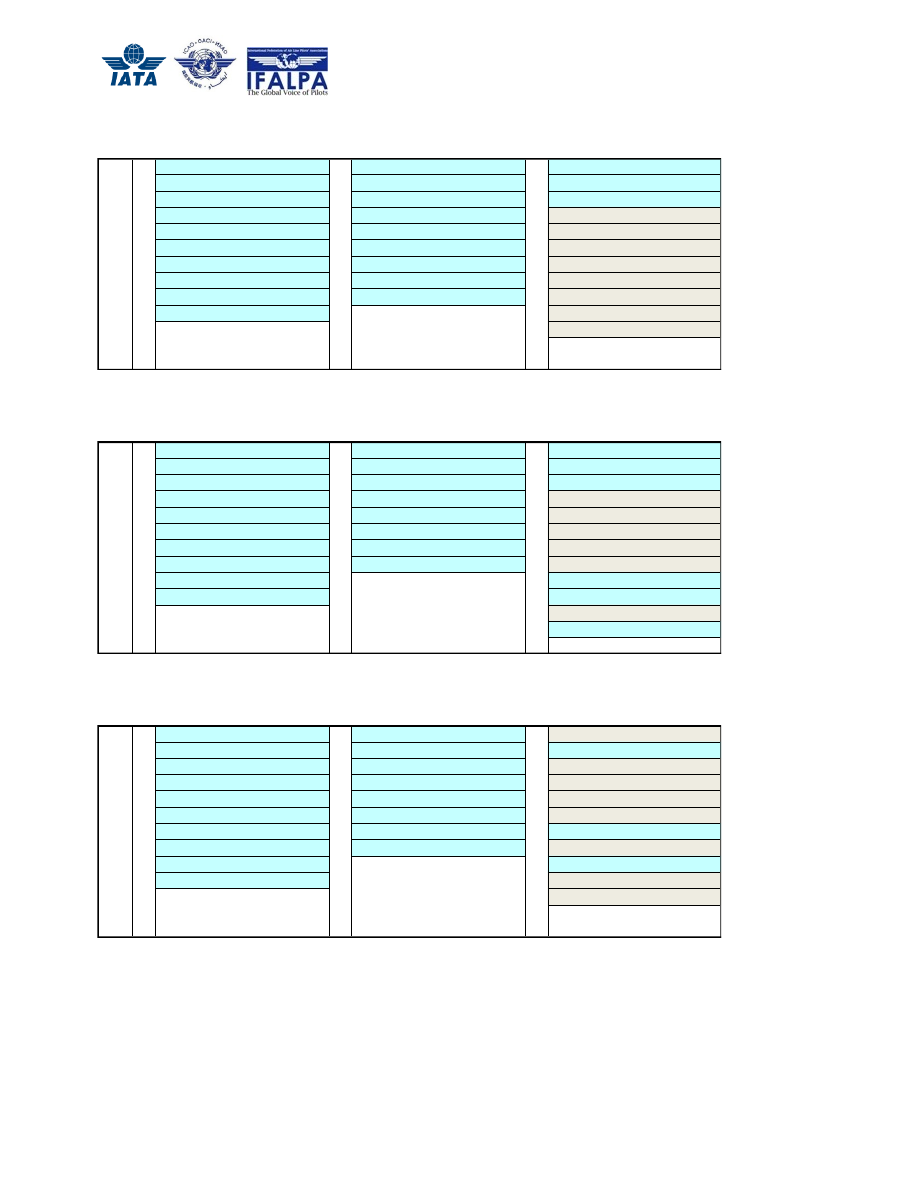 IATA
ICAO · OACI · ИКАО
International Federation of Air Line Pilots' Associations
IFALPA
The Global Voice of Pilots